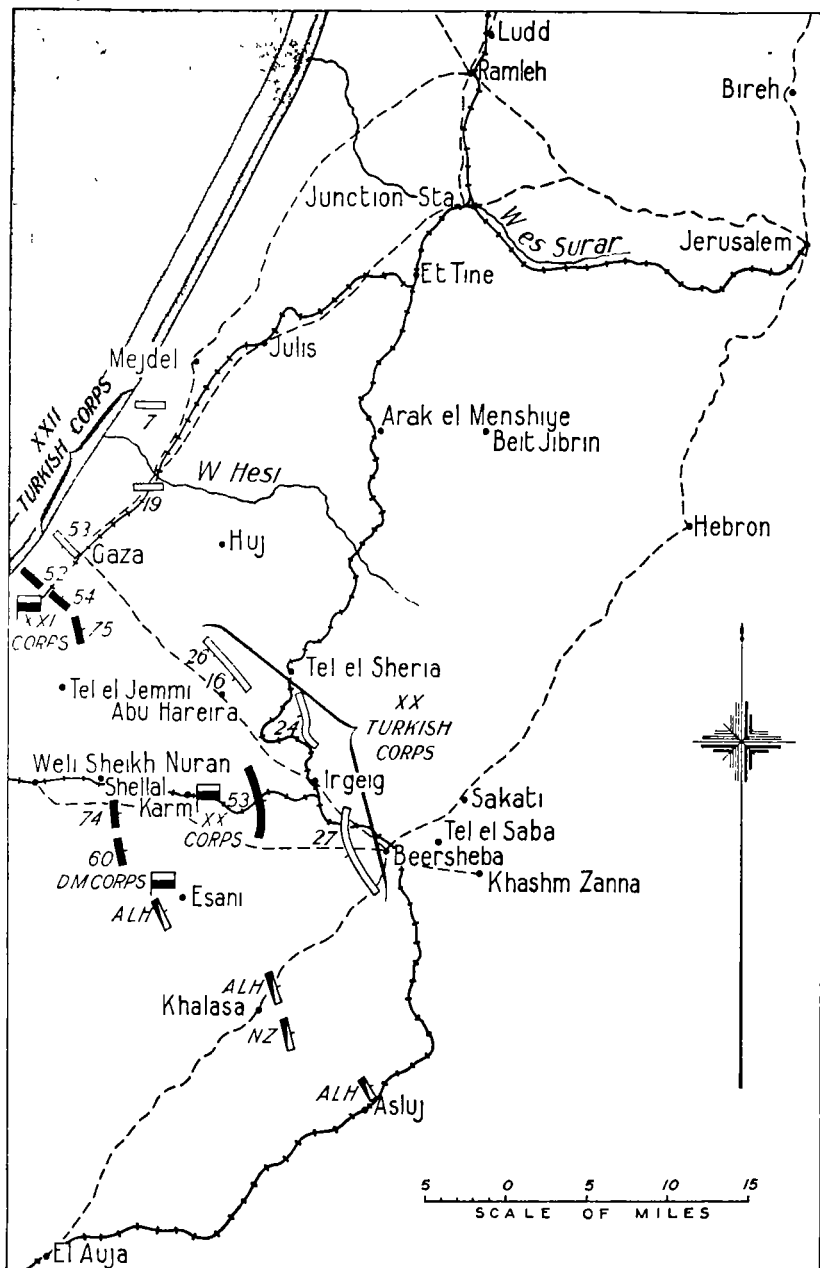 Ludd
Ramleh
Bireh
Junction Sta
W es Surar
Jerusalem
Et Tine
Mejdel
Julis
XXII
TURKISH CORPS
7
Arak el Menshiye
Beit Jibrin
W Hesi
19
53
Gaza
Huj
Hebron
52
54
XXI
CORPS
75
26
16
Tel el Sheria
Tel el Jemmi
Abu Hareira
XX
TURKISH
CORPS
24
Weli Sheikh Nuran
Shellal
Karm
Irgeig
53
XX
CORPS
Sakati
74
27
Tel el Saba
60
Beersheba
DM CORPS
Esani
Khashm Zanna
ALH
ALH
Khalasa
NZ
ALH
Asluj
5 0 5 10 15
SCALE OF MILES
El Auja